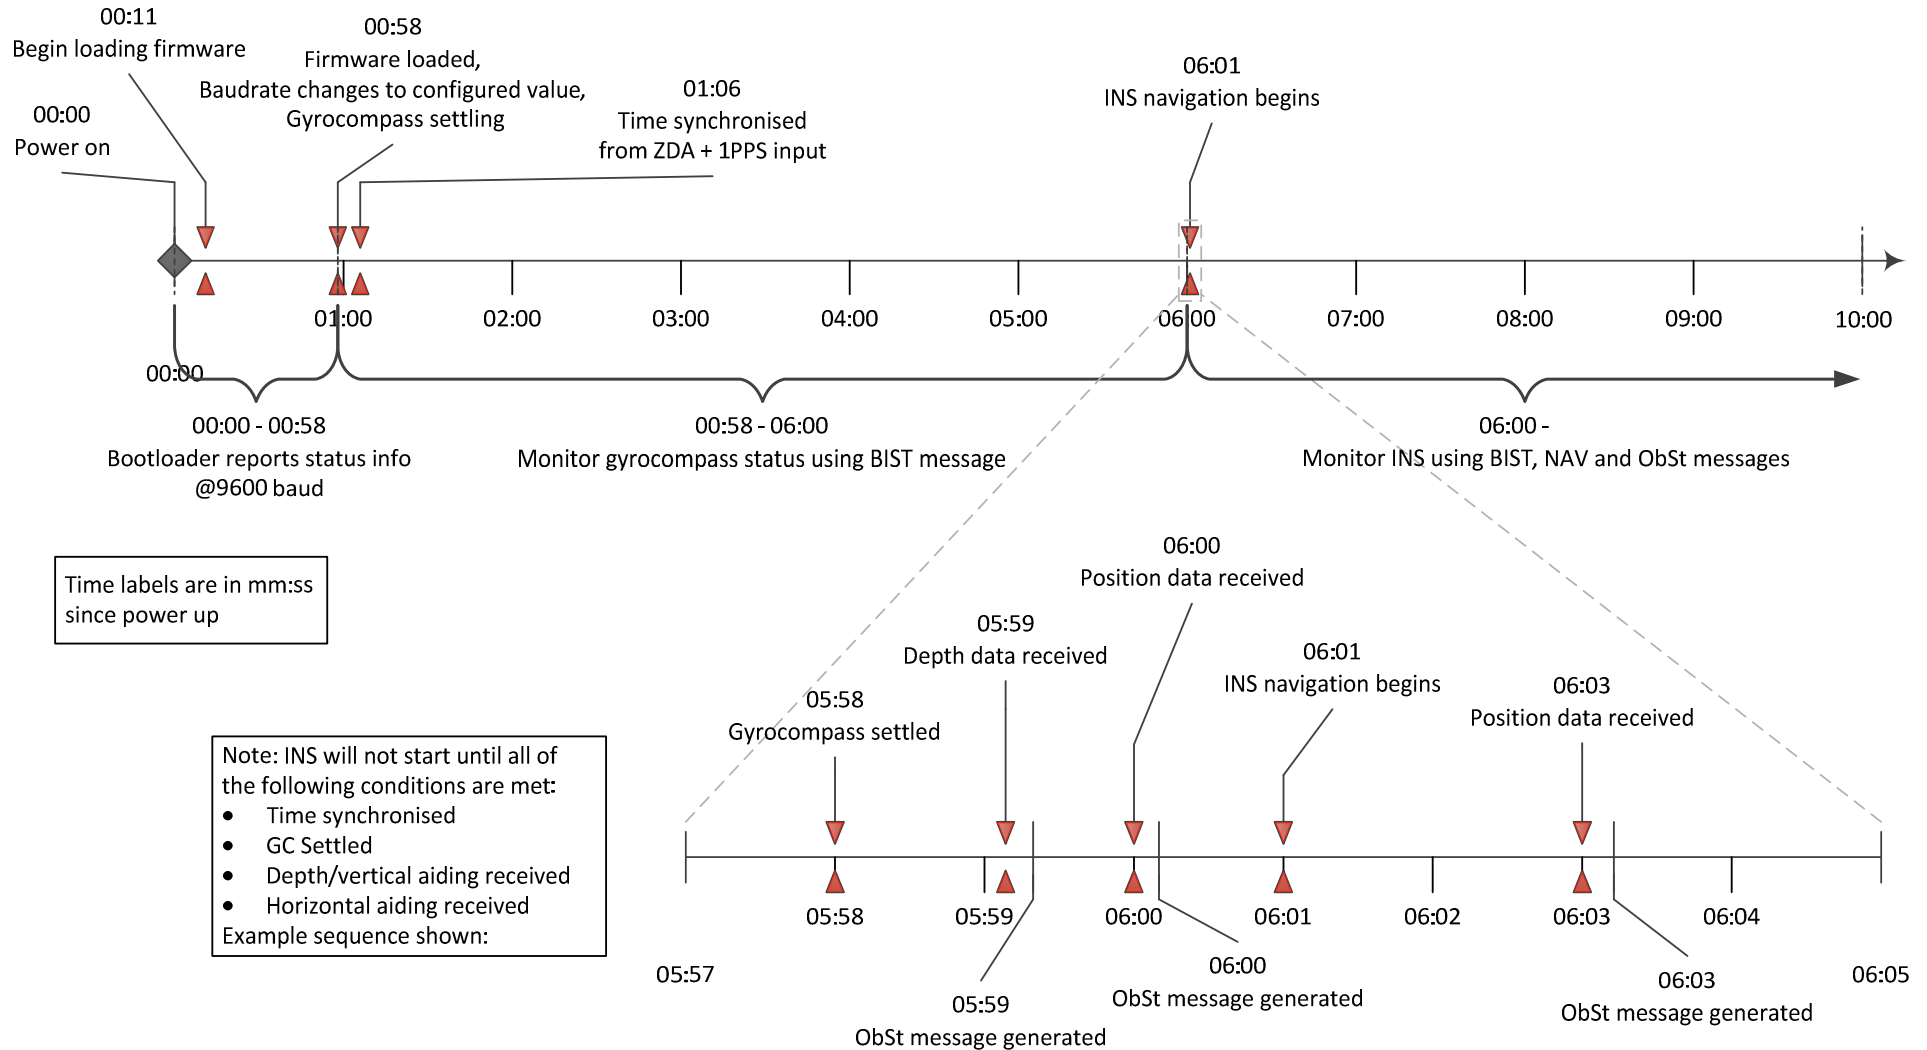 00:11
Begin loading firmware
00:58
Firmware loaded,
Baudrate changes to configured value,
Gyrocompass settling
00:00
Power on
01:06
Time synchronised
from ZDA + 1PPS input
06:01
INS navigation begins
01:00
02:00
03:00
04:00
05:00
06:00
07:00
08:00
09:00
10:00
00:00
00:00 - 00:58
Bootloader reports status info
@9600 baud
00:58 - 06:00
Monitor gyrocompass status using BIST message
06:00 -
Monitor INS using BIST, NAV and ObSt messages
Time labels are in mm:ss
since power up
06:00
Position data received
05:59
Depth data received
06:01
INS navigation begins
05:58
Gyrocompass settled
06:03
Position data received
Note: INS will not start until all of
the following conditions are met:
● Time synchronised
● GC Settled
● Depth/vertical aiding received
● Horizontal aiding received
Example sequence shown:
05:58
05:59
06:00
06:01
06:02
06:03
06:04
05:57
06:05
05:59
ObSt message generated
06:00
ObSt message generated
06:03
ObSt message generated